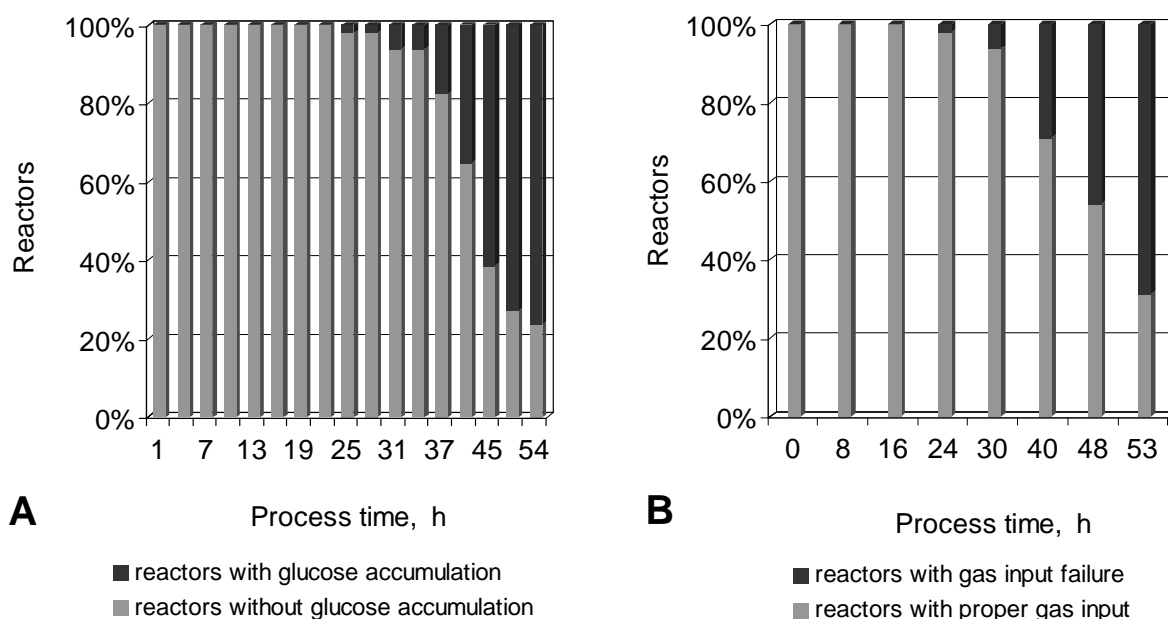 100%
80%
60%
40%
20%
0%
Reactors
1 7 13 19 25 31 37 45 54
Process time, h
A
reactors with glucose accumulation
reactors without glucose accumulation
100%
80%
60%
40%
20%
0%
Reactors
0 8 16 24 30 40 48 53
Process time, h
B
reactors with gas input failure
reactors with proper gas input